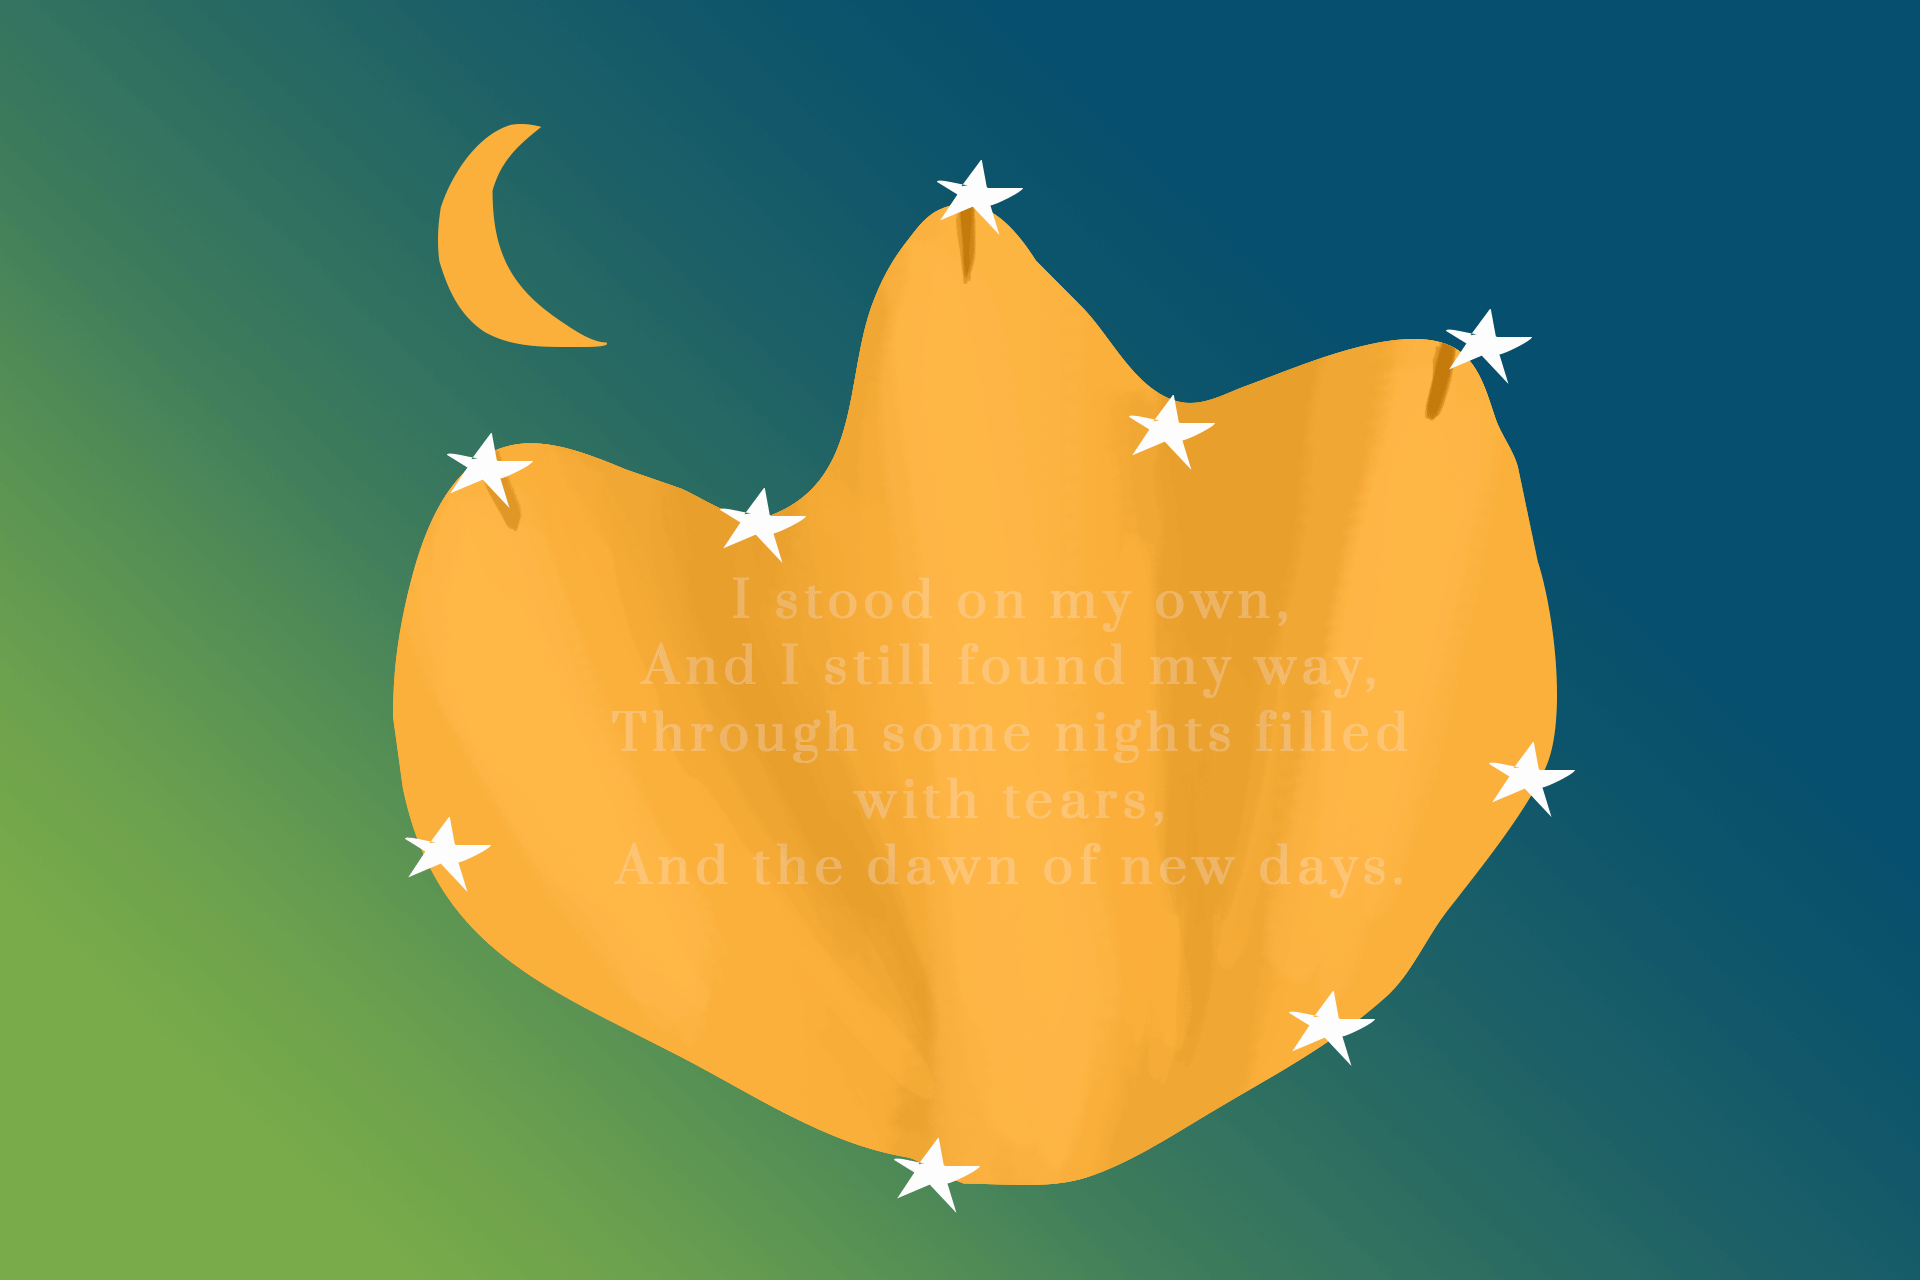 I stood on my own,
And I still found my way,
Through some nights filled
with tears,
And the dawn of new days.